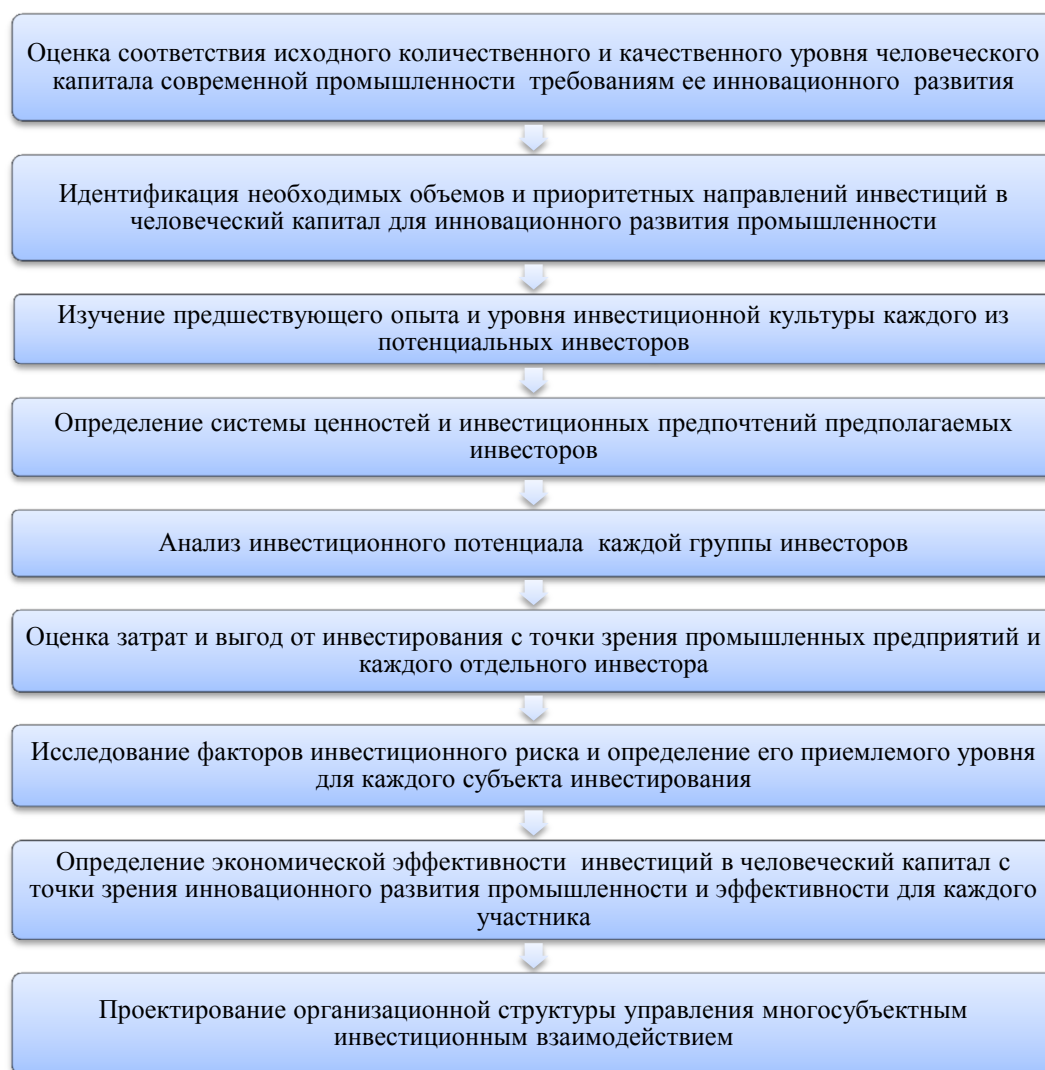 Оценка соответствия исходного количественного и качественного уровня человеческого
капитала современной промышленности требованиям ее инновационного развития
Идентификация необходимых объемов и приоритетных направлений инвестиций в
человеческий капитал для инновационного развития промышленности
Изучение предшествующего опыта и уровня инвестиционной культуры каждого из
потенциальных инвесторов
Определение системы ценностей и инвестиционных предпочтений предполагаемых
инвесторов
Анализ инвестиционного потенциала каждой группы инвесторов
Оценка затрат и выгод от инвестирования с точки зрения промышленных предприятий и
каждого отдельного инвестора
Исследование факторов инвестиционного риска и определение его приемлемого уровня
для каждого субъекта инвестирования
Определение экономической эффективности инвестиций в человеческий капитал с
точки зрения инновационного развития промышленности и эффективности для каждого
участника
Проектирование организационной структуры управления многосубъектным
инвестиционным взаимодействием